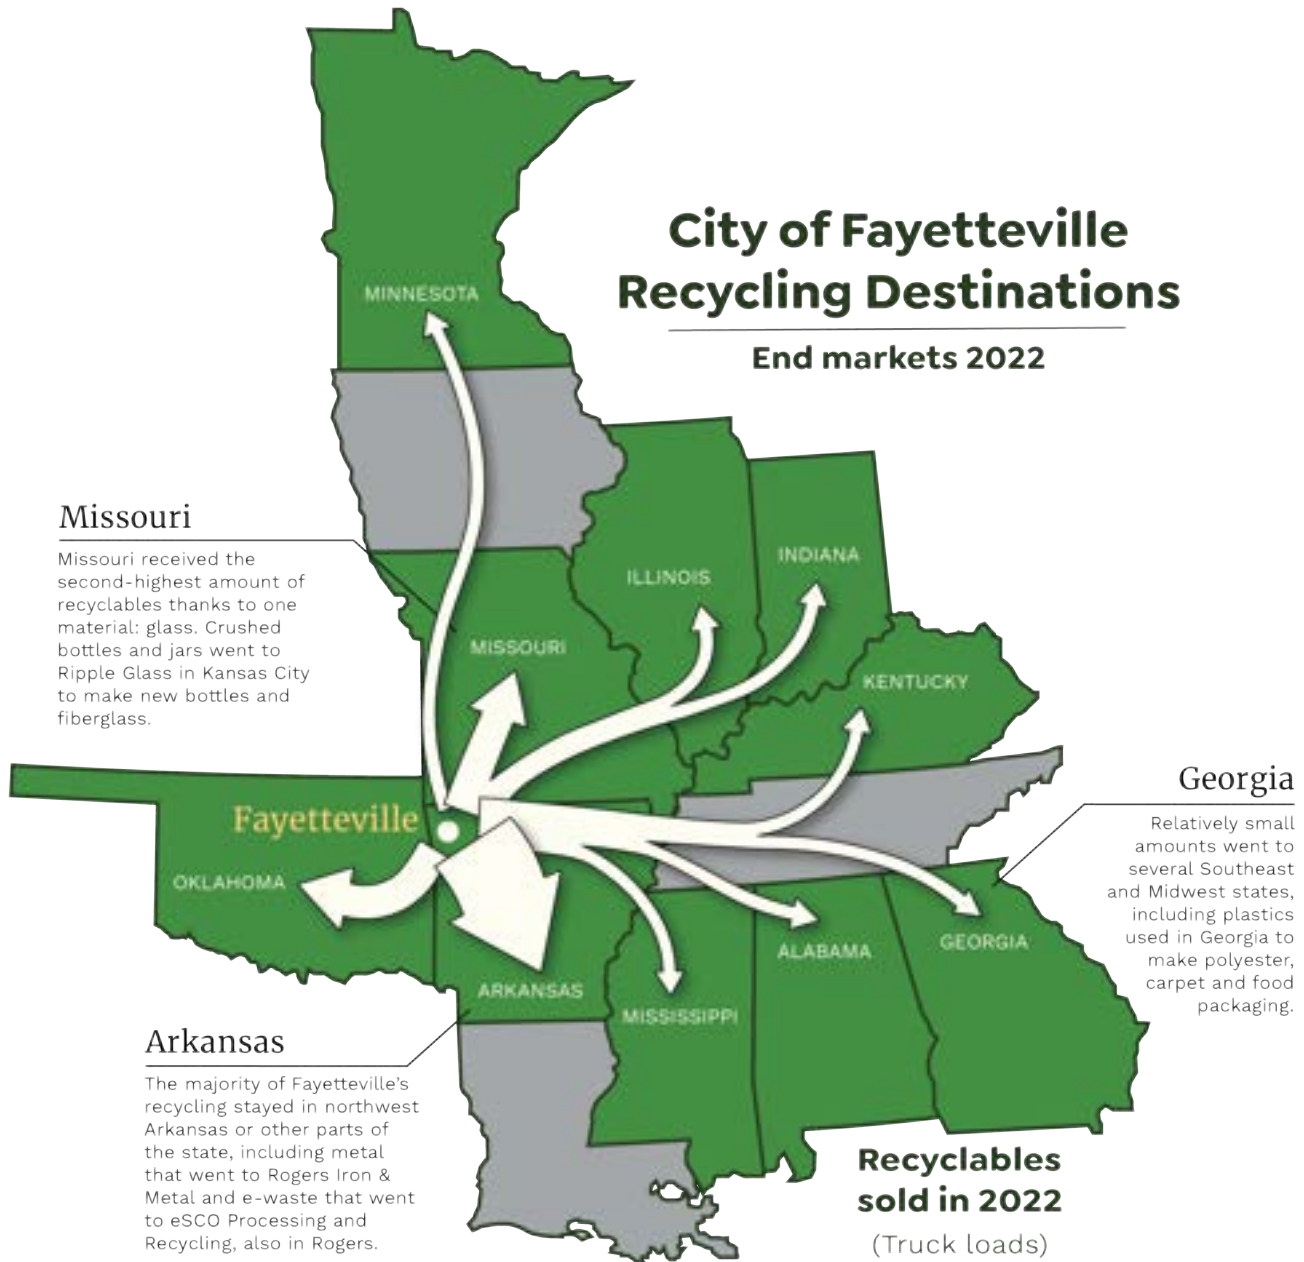 City of Fayetteville
Recycling Destinations
End markets 2022
MINNESOTA
Missouri
Missouri received the
second-highest amount of
recyclables thanks to one
material: glass. Crushed
bottles and jars went to
Ripple Glass in Kansas City
to make new bottles and
fiberglass.
ILLINOIS
INDIANA
MISSOURI
KENTUCKY
Georgia
Relatively small
amounts went to
several Southeast
and Midwest states,
including plastics
used in Georgia to
make polyester,
carpet and food
packaging.
Fayetteville
OKLAHOMA
ARKANSAS
MISSISSIPPI
ALABAMA
GEORGIA
Arkansas
The majority of Fayetteville's
recycling stayed in northwest
Arkansas or other parts of
the state, including metal
that went to Rogers Iron &
Metal and e-waste that went
to eSCO Processing and
Recycling, also in Rogers.
Recyclables
sold in 2022
(Truck loads)